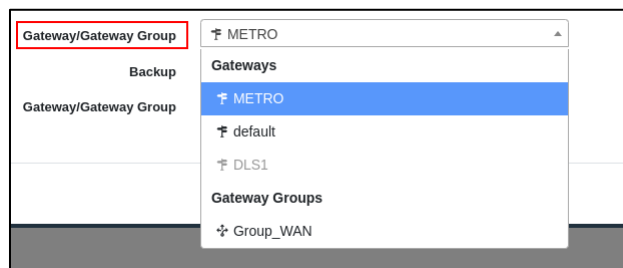 Gateway/Gateway Group
METRO
Backup
Gateway/Gateway Group
Gateways
METRO
default
DLS1
Gateway Groups
Group_WAN